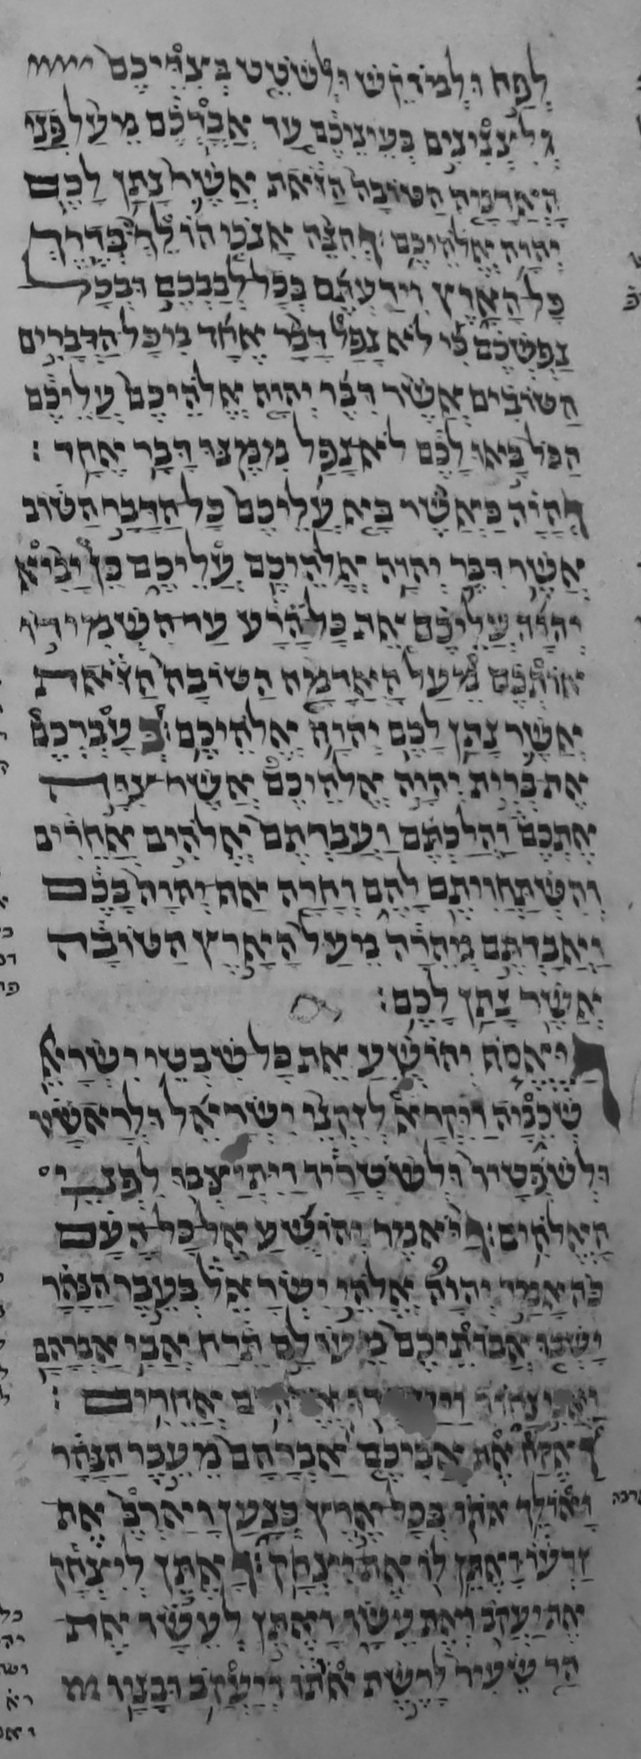 לפח ולמוקש ולשטט בצדיכם
ולצנינים בעיניכם עד אבדכם מעל פני
האדמה הטובה הזאת אשר נתן לכם
יהוה אלהיכם : והנה אנכי הולך בדרך
כל הארץ וידעתם בכל לבבכם ובכל
נפשכם כי לא נפל דבר אחד מכל הדברים
הטובים אשר דבר יהוה אלהיכם עליכם
הכל באו לכם לא נפל ממנו דבר אחד :
והיה כאשר בא עליכם כל הדבר הטוב
אשר דבר יהוה אלהיכם עליכם כן יביא
יהוה עליכם את כל הרע עד השמידו
אותכם מעל האדמה הטובה הזאת
אשר נתן לכם יהוה אלהיכם : בעברכם
את ברית יהוה אלהיכם אשר צוה
אתכם והלכתם ועבדתם אלהים אחרים
והשתחויתם להם וחרה אף יהוה בכם
ואבדתם מהרה מעל הארץ הטובה
אשר נתן לכם :
ויאסף יהושע את כל שבטי ישרא
שכמה ויקרא לזקני ישראל ולראשיו
ולשפטיו ולשטריו ויתיצבו לפני
האלהים : ויאמר יהושע אל כל העם
כה אמר יהוה אלהי ישראל בעבר הנהר
ישבו אבותיכם מעולם תרח אבי אברהם
ואבי נחור אחרים :
ואקח את אביכם אברהם מעבר הנהר
ואולך אתו בכל ארץ כנען וארב את
זרעו ואתן לו את יצחק : ואתן ליצחק
את יעקב ואת עשו ואתן לעשו את
הר שעיר לרשת אותו ויעקב ובניו